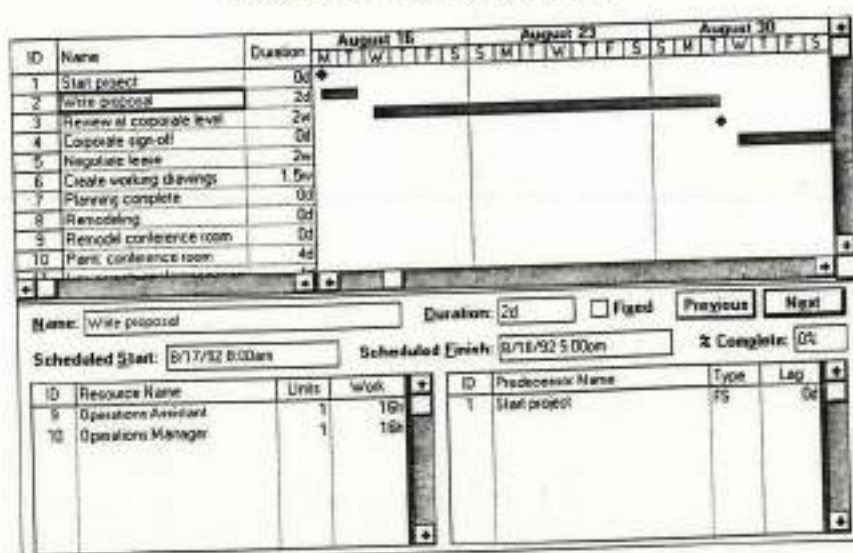 August 16 August 23 August 30
ID Name Duration M T W T F S S M T W T F S S M T W T F S
1 Start project 0d
2 Write proposal 2d
3 Review at corporate level 2w
4 Corporate sign-off 0d
5 Negotiate lease 2w
6 Create working drawings 1.5w
7 Planning complete 0d
8 Remodeling 0d
9 Remodel conference room 0d
10 Paint conference room 4d
Name: Write proposal Duration: 2d Fixed Previous Next
Scheduled Start: 8/17/92 8:00am Scheduled Finish: 8/18/92 5:00pm % Complete: 0%
ID Resource Name Units Work ID Predecessor Name Type Lag
9 Operations Assistant 1 16h 1 Start project FS 0d
10 Operations Manager 1 16h